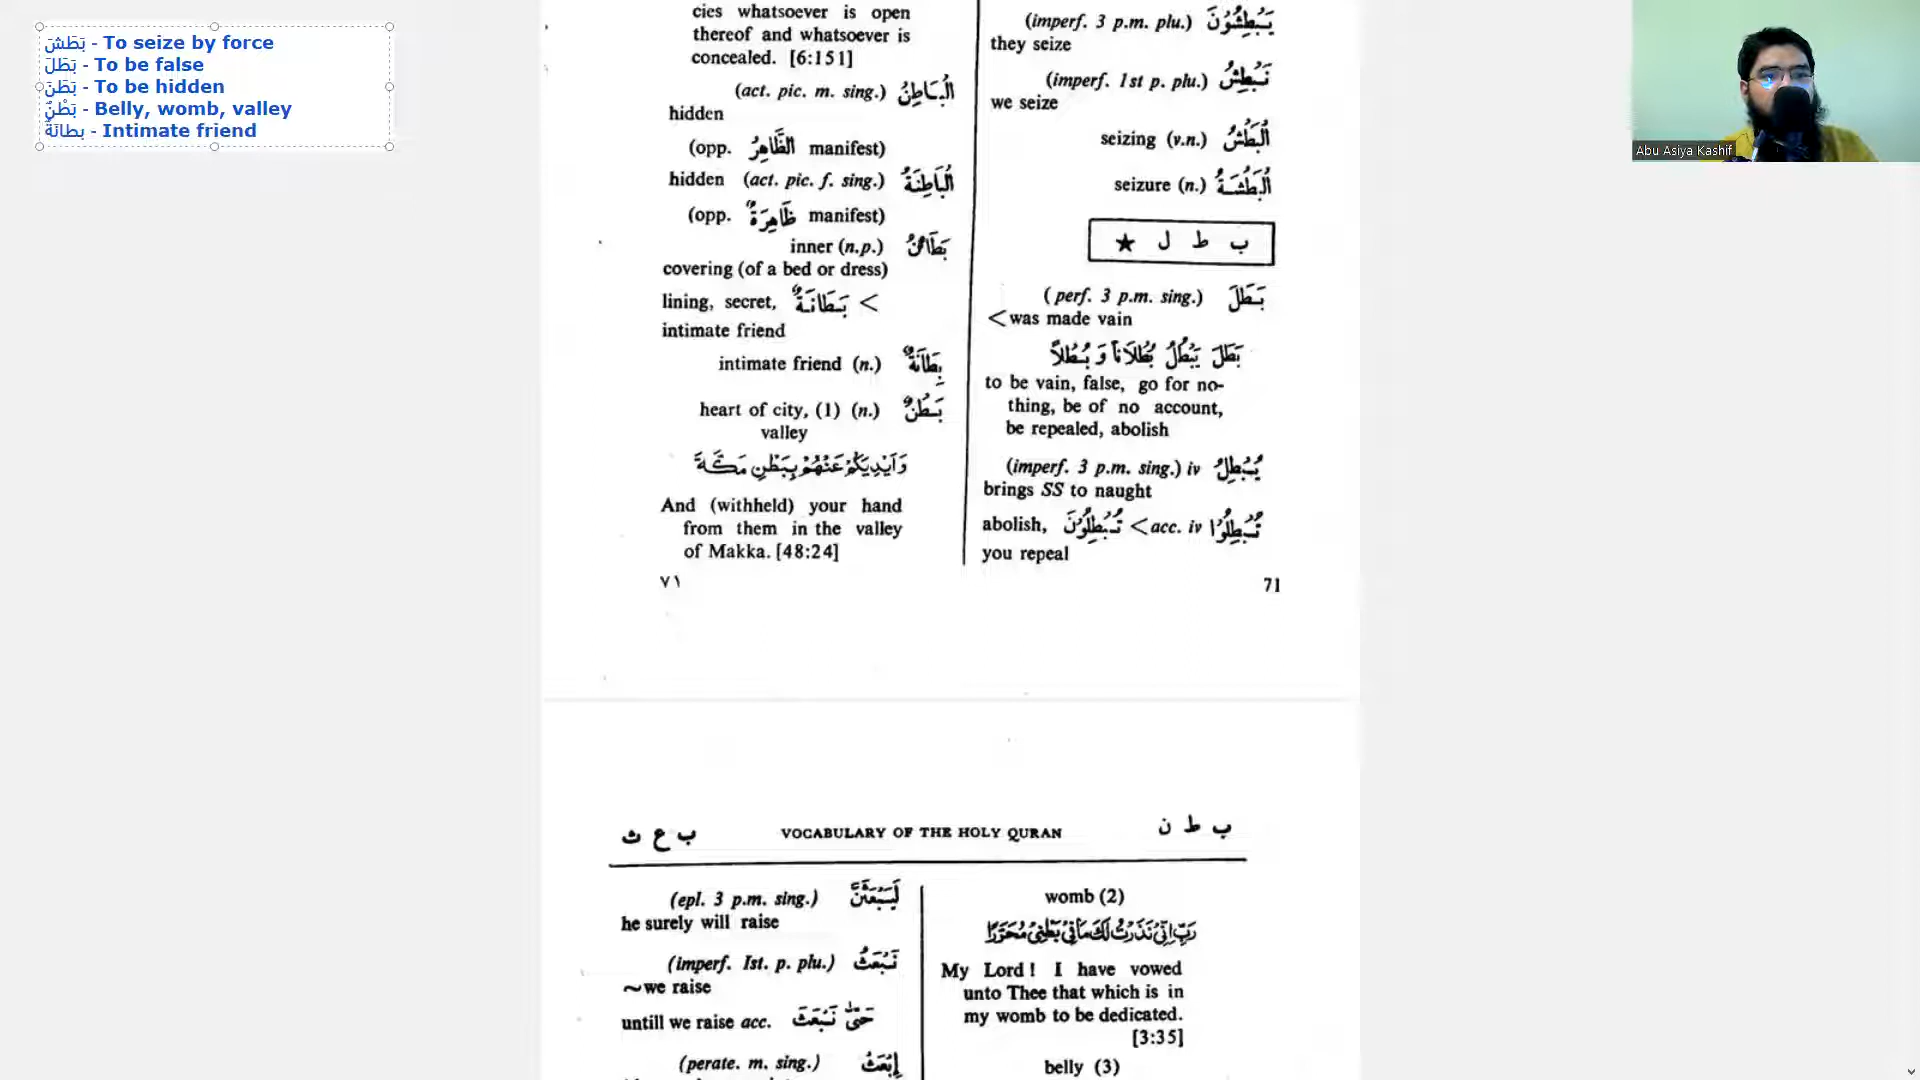 بَطَشَ - To seize by force
بَطَلَ - To be false
بَطَنَ - To be hidden
بَطْنٌ - Belly, womb, valley
بطانَةٌ - Intimate friend
Abu Asiya Kashif
(imperf. 3 p.m. plu.) يَبْطِشُوْنَ
they seize
(imperf. 1st p. plu.) نَبْطِشُ
we seize
seizing (v.n.) اَلْبَطْشُ
seizure (n.) اَلْبَطْشَةُ
★ ب ط ل
( perf. 3 p.m. sing.) بَطَلَ
< was made vain
بَطَلَ يَبْطُلُ بُطْلَاناً وَ بُطْلاً
to be vain, false, go for no-
thing, be of no account,
be repealed, abolish
(imperf. 3 p.m. sing.) iv يُبْطِلُ
brings SS to naught
abolish, تُبْطِلُوْنَ < acc. iv تُبْطِلُوْا
you repeal
71
cies whatsoever is open
thereof and whatsoever is
concealed. [6:151]
(act. pic. m. sing.) الْبَاطِنُ
hidden
(opp. الظَّاهِرُ manifest)
hidden (act. pic. f. sing.) اَلْبَاطِنَةُ
(opp. ظَاهِرَةٌ manifest)
inner (n.p.) بَطَائِنُ
covering (of a bed or dress)
lining, secret, بَطَانَةٌ >
intimate friend
intimate friend (n.) بِطَانَةٌ
heart of city, (1) (n.) بَطْنٌ
valley
وَاَيْدِيَكُمْ عَنْهُمْ بِبَطْنِ مَكَّةَ
And (withheld) your hand
from them in the valley
of Makka. [48:24]
٧١
ب ع ث VOCABULARY OF THE HOLY QURAN ب ط ن
womb (2)
رَبِّ اِنِّيْ نَذَرْتُ لَكَ مَا فِيْ بَطْنِيْ مُحَرَّرًا
My Lord ! I have vowed
unto Thee that which is in
my womb to be dedicated.
[3:35]
belly (3)
(epl. 3 p.m. sing.) لَيَبْعَثَنَّ
he surely will raise
(imperf. Ist. p. plu.) نَبْعَثُ
~we raise
untill we raise acc. حَتّٰى نَبْعَثَ
(perate. m. sing.) اِبْعَثْ